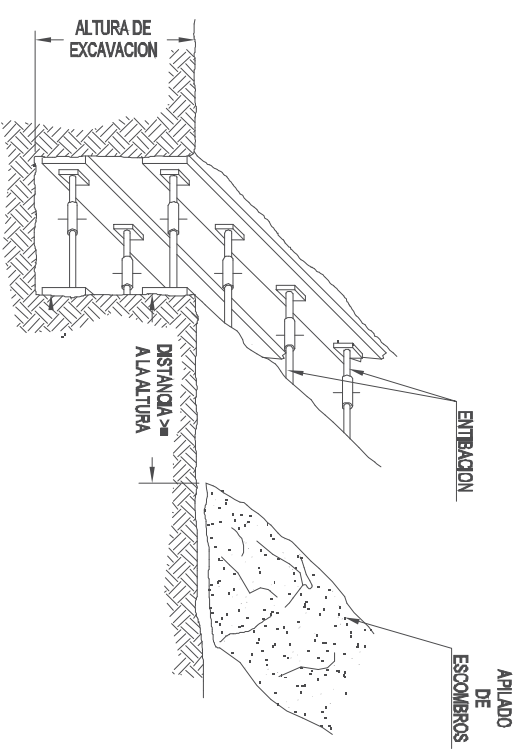 ALTURA DE
EXCAVACION
DISTANCIA >=
A LA ALTURA
ENTIBACION
APILADO
DE
ESCOMBROS